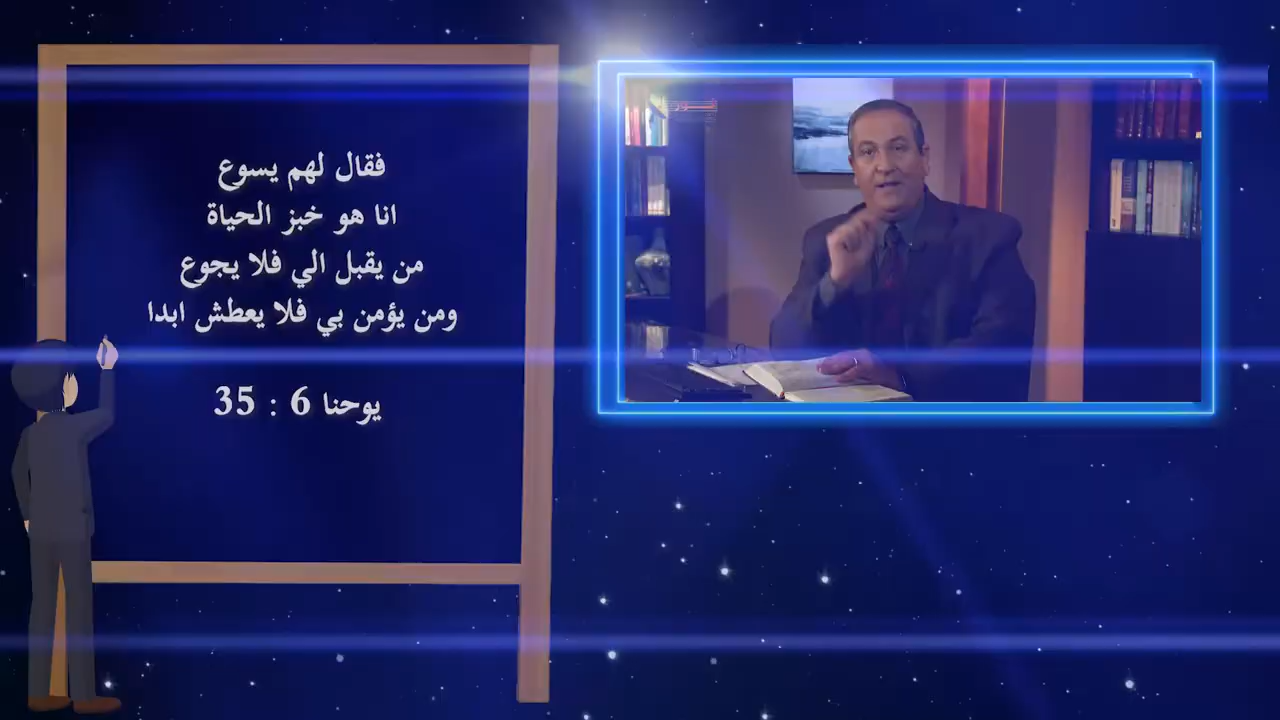 فقال لهم يسوع
انا هو خبز الحياة
من يقبل الي فلا يجوع
ومن يؤمن بي فلا يعطش ابدا
يوحنا 6 : 35